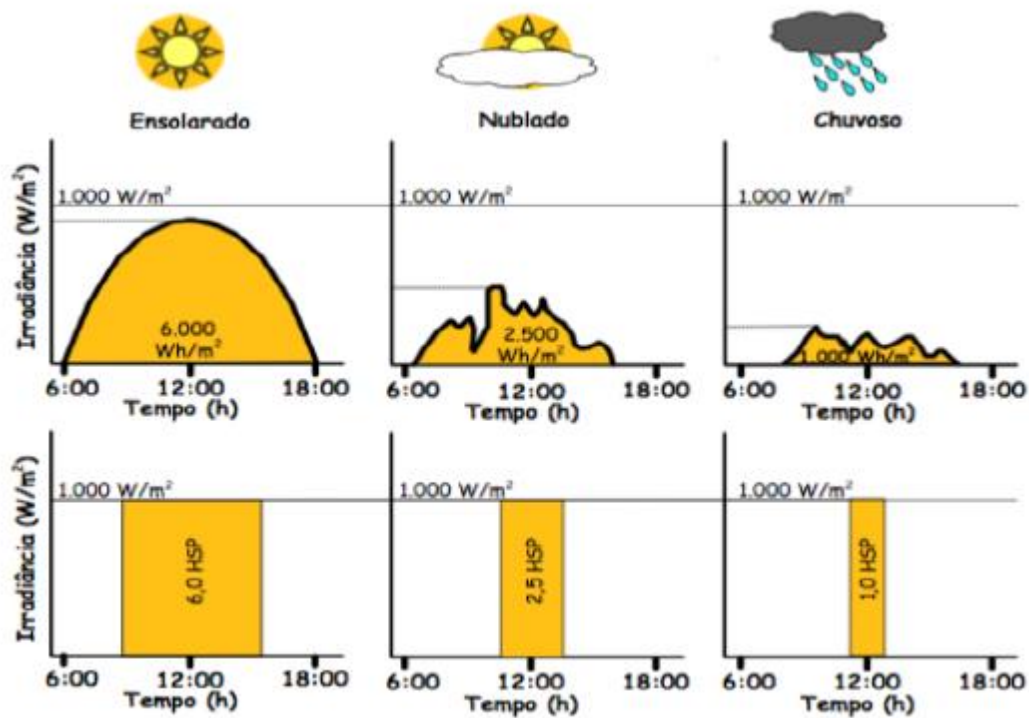 Ensolarado
Nublado
Chuvoso
Irradiância (W/m²)
1.000 W/m²
1.000 W/m²
1.000 W/m²
6.000
Wh/m²
2.500
Wh/m²
1.000 Wh/m²
6:00
12:00
18:00
6:00
12:00
18:00
6:00
12:00
18:00
Tempo (h)
Tempo (h)
Tempo (h)
Irradiância (W/m²)
1.000 W/m²
1.000 W/m²
1.000 W/m²
6,0 HSP
2,5 HSP
1,0 HSP
6:00
12:00
18:00
6:00
12:00
18:00
6:00
12:00
18:00
Tempo (h)
Tempo (h)
Tempo (h)